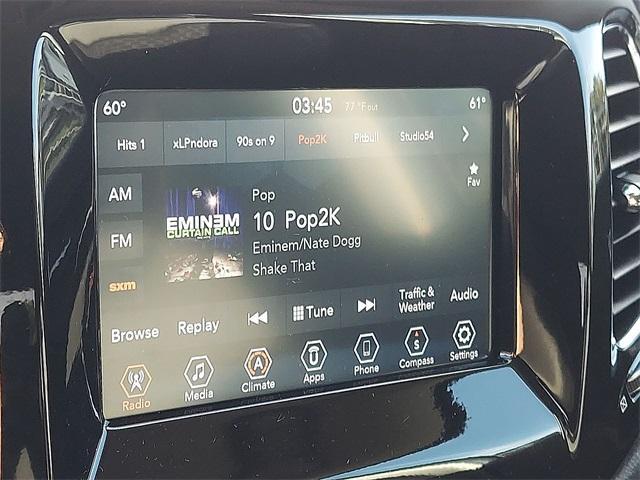 60° 03:45 77 °F out 61°
Hits 1 xLPndora 90s on 9 Pop2K Pitbull Studio54
AM
FM
sxm
EMINEM
CURTAIN CALL
Pop
10 Pop2K
Eminem/Nate Dogg
Shake That
Fav
Browse Replay Tune Traffic & Weather Audio
Radio Media Climate Apps Phone Compass Settings
A
S